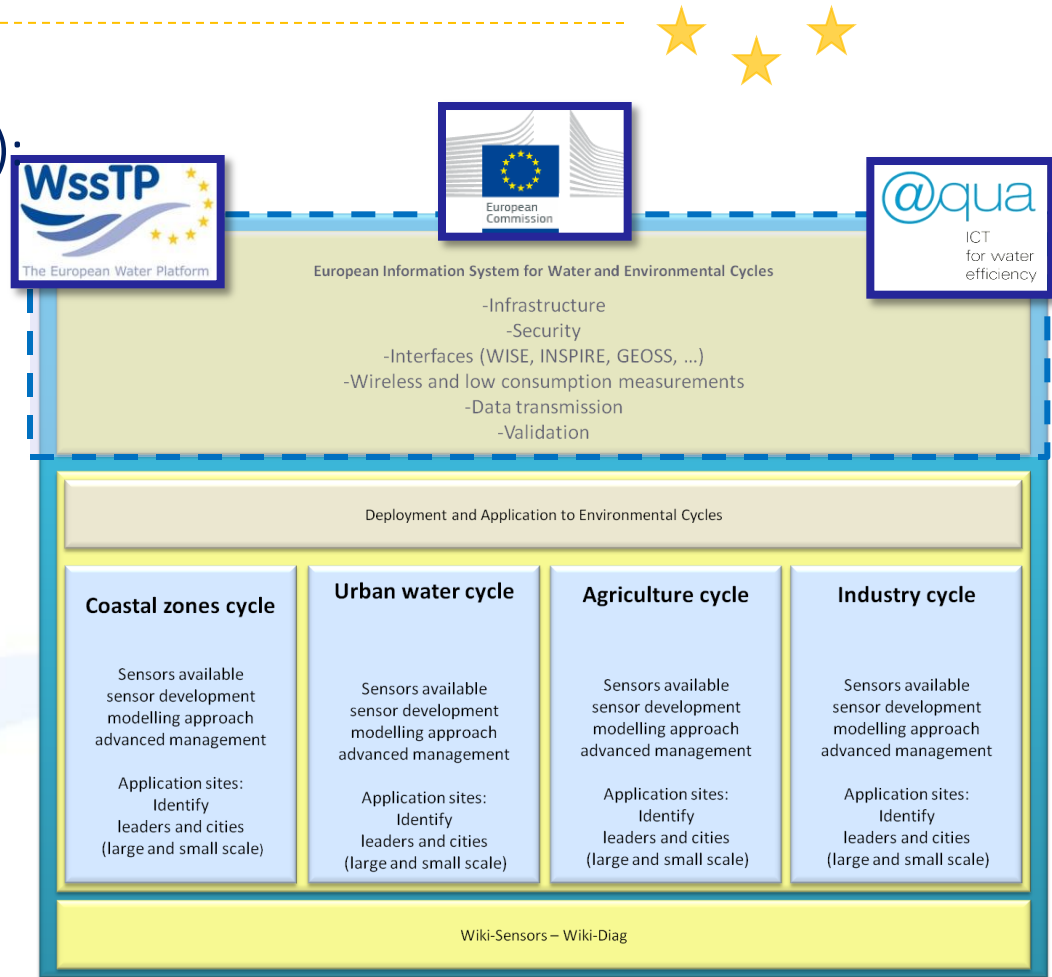 ):
WssTP
The European Water Platform
European
Commission
@qua
ICT
for water
efficiency
European Information System for Water and Environmental Cycles
-Infrastructure
-Security
-Interfaces (WISE, INSPIRE, GEOSS, ...)
-Wireless and low consumption measurements
-Data transmission
-Validation
Deployment and Application to Environmental Cycles
Coastal zones cycle
Sensors available
sensor development
modelling approach
advanced management
Application sites:
Identify
leaders and cities
(large and small scale)
Urban water cycle
Sensors available
sensor development
modelling approach
advanced management
Application sites:
Identify
leaders and cities
(large and small scale)
Agriculture cycle
Sensors available
sensor development
modelling approach
advanced management
Application sites:
Identify
leaders and cities
(large and small scale)
Industry cycle
Sensors available
sensor development
modelling approach
advanced management
Application sites:
Identify
leaders and cities
(large and small scale)
Wiki-Sensors – Wiki-Diag